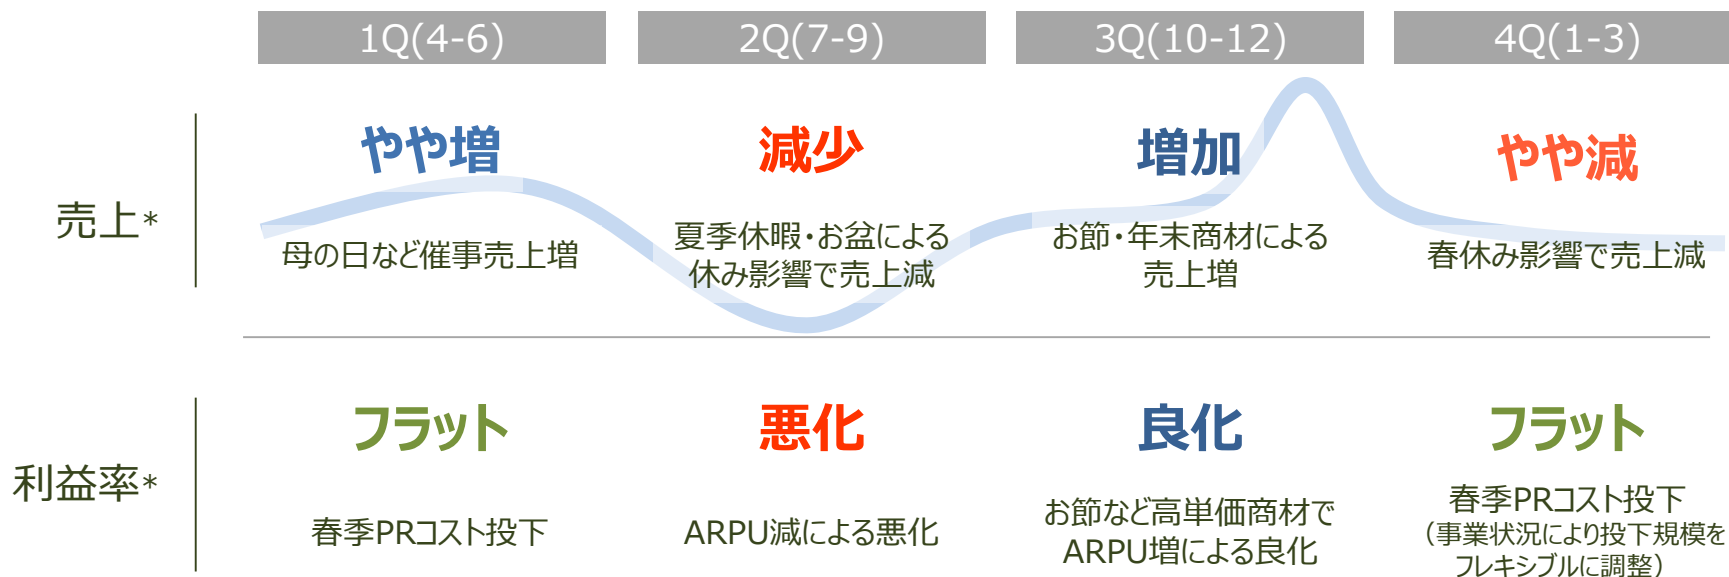 1Q(4-6)
2Q(7-9)
3Q(10-12)
4Q(1-3)
売上*
やや増
減少
増加
やや減
母の日など催事売上増
夏季休暇・お盆による
休み影響で売上減
お節・年末商材による
売上増
春休み影響で売上減
利益率*
フラット
悪化
良化
フラット
春季PRコスト投下
ARPU減による悪化
お節など高単価商材で
ARPU増による良化
春季PRコスト投下
（事業状況により投下規模を
フレキシブルに調整）